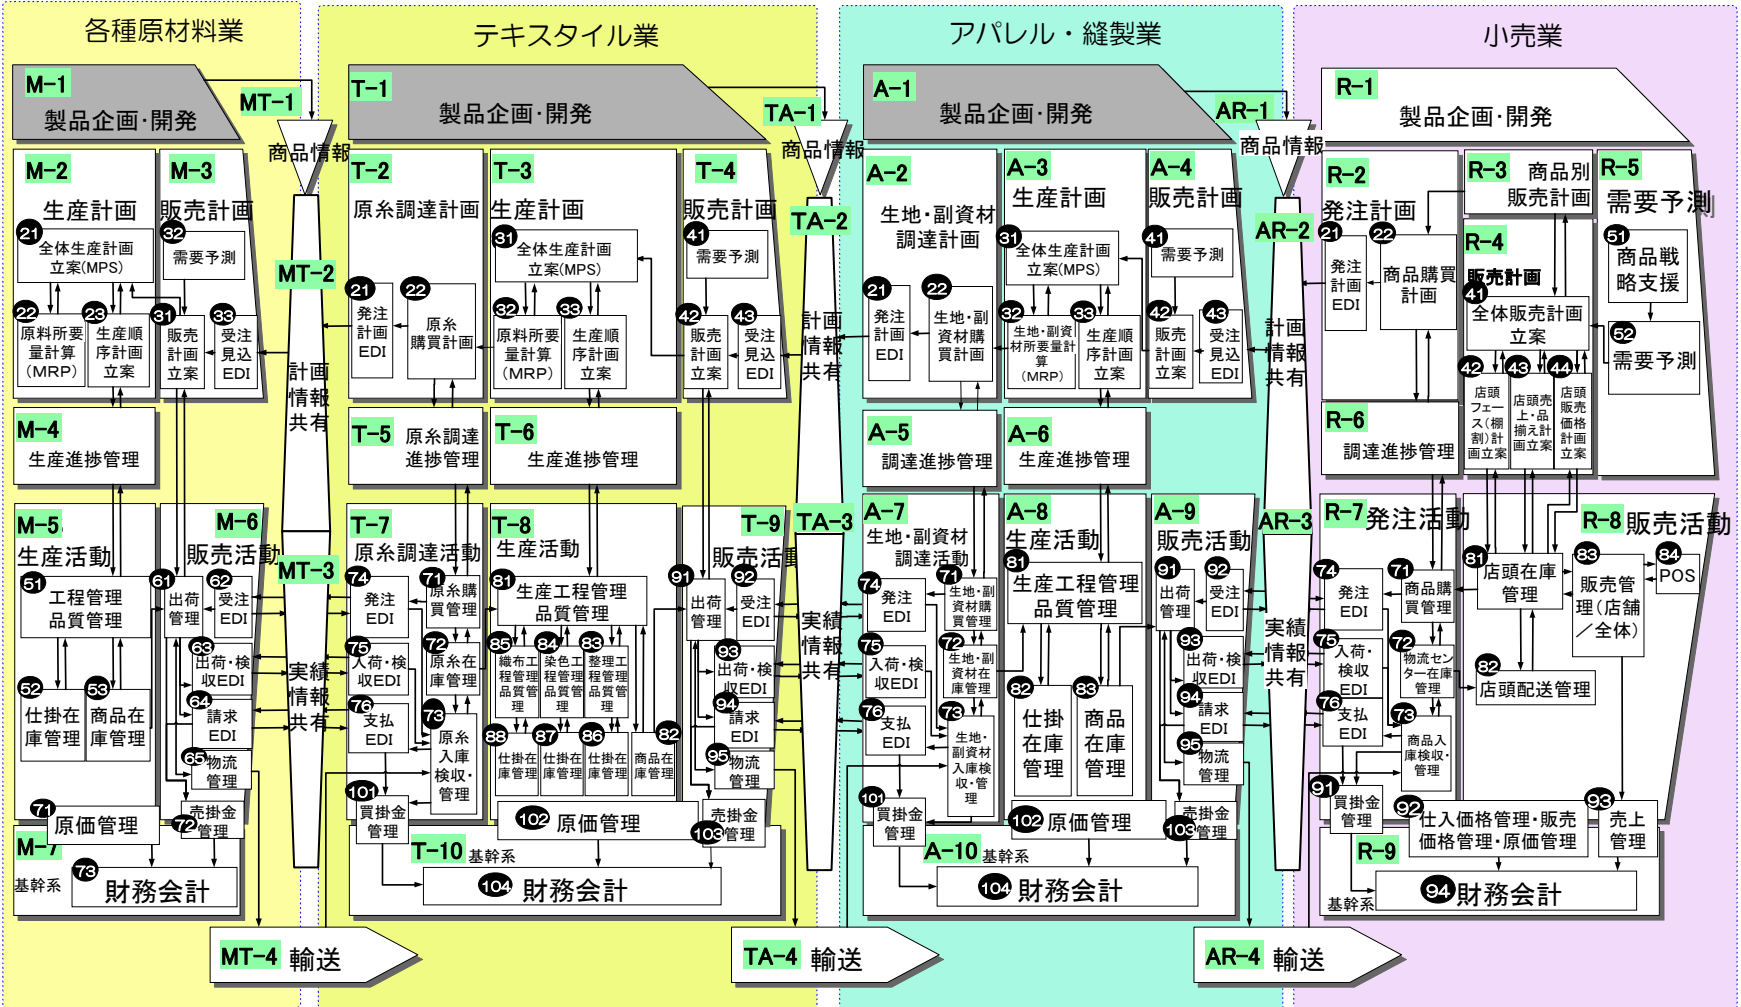 各種原材料業
M-1
製品企画・開発
MT-1
商品情報
M-2
生産計画
21
全体生産計画
立案(MPS)
22
原料所要
量計算
(MRP)
23
生産順
序計画
立案
M-3
販売計画
32
需要予測
31
販売
計画
立案
33
受注
見込
EDI
MT-2
計画
情報
共有
M-4
生産進捗管理
M-5
生産活動
51
工程管理
品質管理
52
仕掛在
庫管理
53
商品在
庫管理
M-6
販売活動
61
出荷
管理
62
受注
EDI
63
出荷・検
収EDI
64
請求
EDI
65
物流
管理
MT-3
実績
情報
共有
71
原価管理
72
売掛金
管理
M-7
基幹系
73
財務会計
MT-4
輸送
テキスタイル業
T-1
製品企画・開発
TA-1
商品情報
T-2
原糸調達計画
21
発注
計画
EDI
22
原糸
購買計画
T-3
生産計画
31
全体生産計画
立案(MPS)
32
原料所要
量計算
(MRP)
33
生産順
序計画
立案
T-4
販売計画
41
需要予測
42
販売
計画
立案
43
受注
見込
EDI
TA-2
計画
情報
共有
T-5
原糸調達
進捗管理
T-6
生産進捗管理
T-7
原糸調達活動
74
発注
EDI
71
原糸購
買管理
75
入荷・検
収EDI
72
原糸在
庫管理
76
支払
EDI
73
原糸
入庫
検収・
管理
T-8
生産活動
81
生産工程管理
品質管理
85
織布工
程管理
品質管
理
84
染色工
程管理
品質管
理
83
整理工
程管理
品質管
理
88
仕掛在
庫管理
87
仕掛在
庫管理
86
仕掛在
庫管理
82
商品在
庫管理
T-9
販売活動
91
出荷
管理
92
受注
EDI
93
出荷・検
収EDI
94
請求
EDI
95
物流
管理
TA-3
実績
情報
共有
101
買掛金
管理
102
原価管理
103
売掛金
管理
T-10
基幹系
104
財務会計
TA-4
輸送
アパレル・縫製業
A-1
製品企画・開発
AR-1
商品情報
A-2
生地・副資材
調達計画
21
発注
計画
EDI
22
生地・副
資材購
買計画
A-3
生産計画
31
全体生産計画
立案(MPS)
32
生地・副資
材所要量計
算
(MRP)
33
生産順
序計画
立案
A-4
販売計画
41
需要予測
42
販売
計画
立案
43
受注
見込
EDI
AR-2
計画
情報
共有
A-5
調達進捗管理
A-6
生産進捗管理
A-7
生地・副資材
調達活動
74
発注
EDI
71
生地・副
資材購
買管理
75
入荷・検
収EDI
72
生地・副
資材在
庫管理
76
支払
EDI
73
生地・
副資材
入庫検
収・管
理
A-8
生産活動
81
生産工程管理
品質管理
82
仕掛
在庫
管理
83
商品
在庫
管理
A-9
販売活動
91
出荷
管理
92
受注
EDI
93
出荷・検
収EDI
94
請求
EDI
95
物流
管理
AR-3
実績
情報
共有
101
買掛金
管理
102
原価管理
103
売掛金
管理
A-10
基幹系
104
財務会計
AR-4
輸送
小売業
R-1
製品企画・開発
R-2
発注計画
21
発注
計画
EDI
22
商品購買
計画
R-3
商品別
販売計画
R-4
販売計画
41
全体販売計画
立案
42
店頭
フェー
ス(棚
割)計
画立案
43
店頭売
上・品
揃え計
画立案
44
店頭
販売
価格
計画
立案
R-5
需要予測
51
商品戦
略支援
52
需要予測
R-6
調達進捗管理
R-7
発注活動
74
発注
EDI
71
商品購
買管理
75
入荷・
検収
EDI
72
物流セン
ター在庫
管理
76
支払
EDI
73
商品入
庫検収・
管理
R-8
販売活動
81
店頭在庫
管理
83
販売管
理(店舗
／全体)
84
POS
82
店頭配送管理
91
買掛金
管理
92
仕入価格管理・販売
価格管理・原価管理
93
売上
管理
R-9
基幹系
94
財務会計